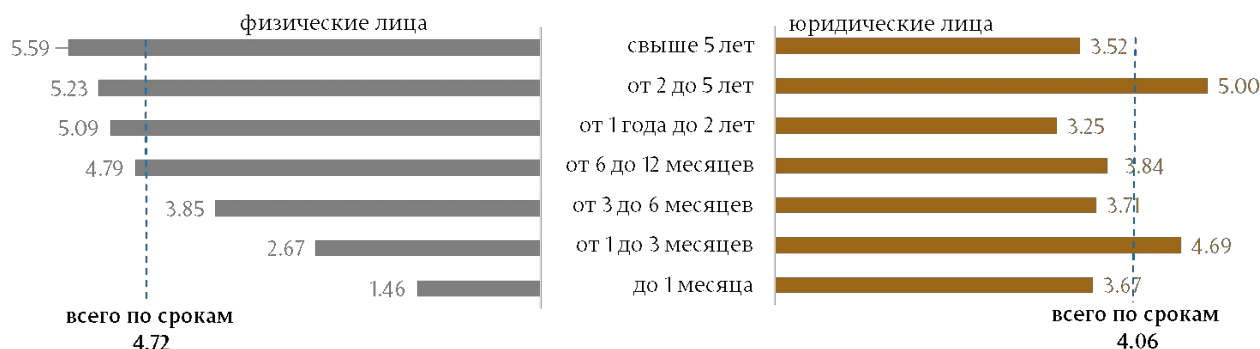 физические лица
юридические лица
5.59 свыше 5 лет 3.52
5.23 от 2 до 5 лет 5.00
5.09 от 1 года до 2 лет 3.25
4.79 от 6 до 12 месяцев 3.84
3.85 от 3 до 6 месяцев 3.71
2.67 от 1 до 3 месяцев 4.69
1.46 до 1 месяца 3.67
всего по срокам
4.72
всего по срокам
4.06